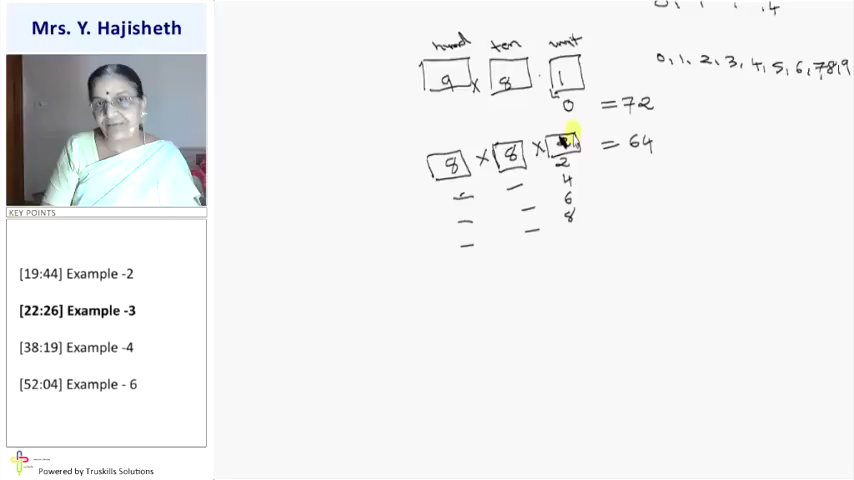 Mrs. Y. Hajisheth
KEY POINTS
[19:44] Example -2
[22:26] Example -3
[38:19] Example -4
[52:04] Example - 6
Powered by Truskills Solutions
0, 1, 2, 3, 4, 5, 6, 7, 8, 9
hund ten unit
9 × 8 · 1
0 = 72
8 × 8 × = 64
2
4
6
8